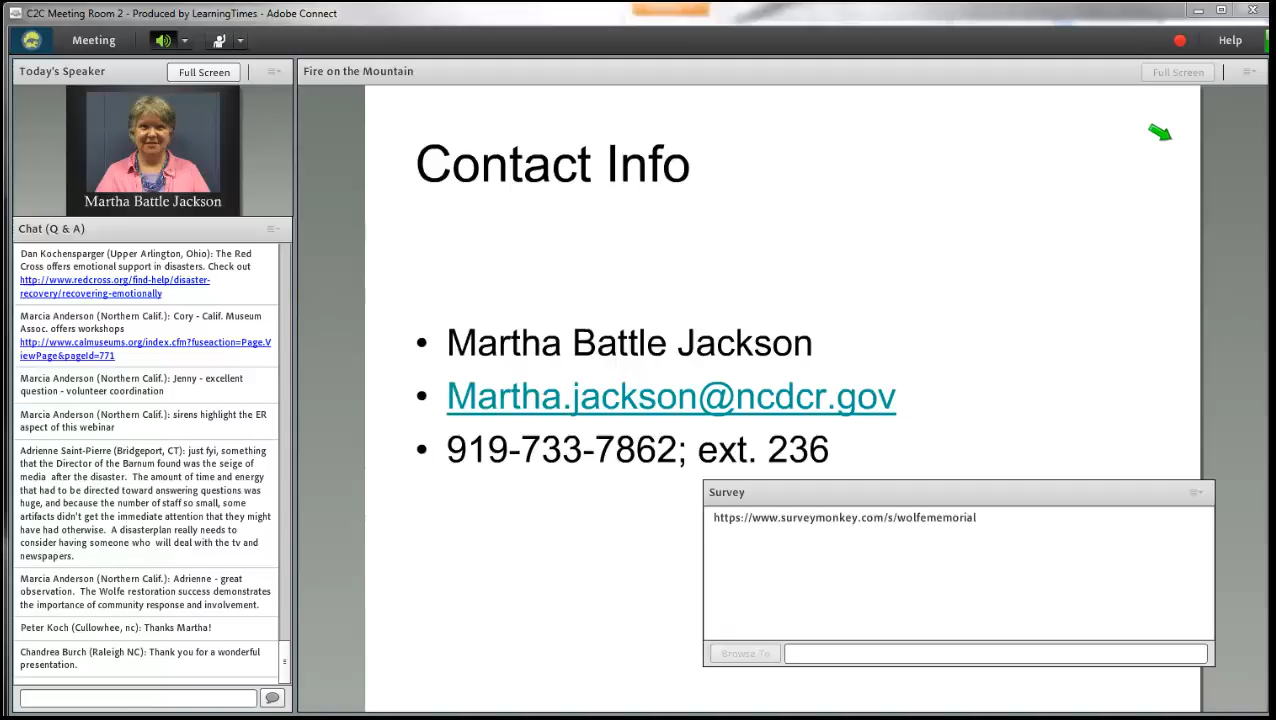 C2C Meeting Room 2 - Produced by LearningTimes - Adobe Connect
Meeting
Help
Today's Speaker
Full Screen
Martha Battle Jackson
Chat (Q & A)
Dan Kochensparger (Upper Arlington, Ohio): The Red
Cross offers emotional support in disasters. Check out
http://www.redcross.org/find-help/disaster-
recovery/recovering-emotionally
Marcia Anderson (Northern Calif.): Cory - Calif. Museum
Assoc. offers workshops
http://www.calmuseums.org/index.cfm?fuseaction=Page.V
iewPage&pageId=771
Marcia Anderson (Northern Calif.): Jenny - excellent
question - volunteer coordination
Marcia Anderson (Northern Calif.): sirens highlight the ER
aspect of this webinar
Adrienne Saint-Pierre (Bridgeport, CT): just fyi, something
that the Director of the Barnum found was the seige of
media  after the disaster.  The amount of time and energy
that had to be directed toward answering questions was
huge, and because the number of staff so small, some
artifacts didn't get the immediate attention that they might
have had otherwise.  A disasterplan really needs to
consider having someone who  will deal with the tv and
newspapers.
Marcia Anderson (Northern Calif.): Adrienne - great
observation.  The Wolfe restoration success demonstrates
the importance of community response and involvement.
Peter Koch (Cullowhee, nc): Thanks Martha!
Chandrea Burch (Raleigh NC): Thank you for a wonderful
presentation.
Fire on the Mountain
Full Screen
Contact Info
• Martha Battle Jackson
• Martha.jackson@ncdcr.gov
• 919-733-7862; ext. 236
Survey
https://www.surveymonkey.com/s/wolfememorial
Browse To